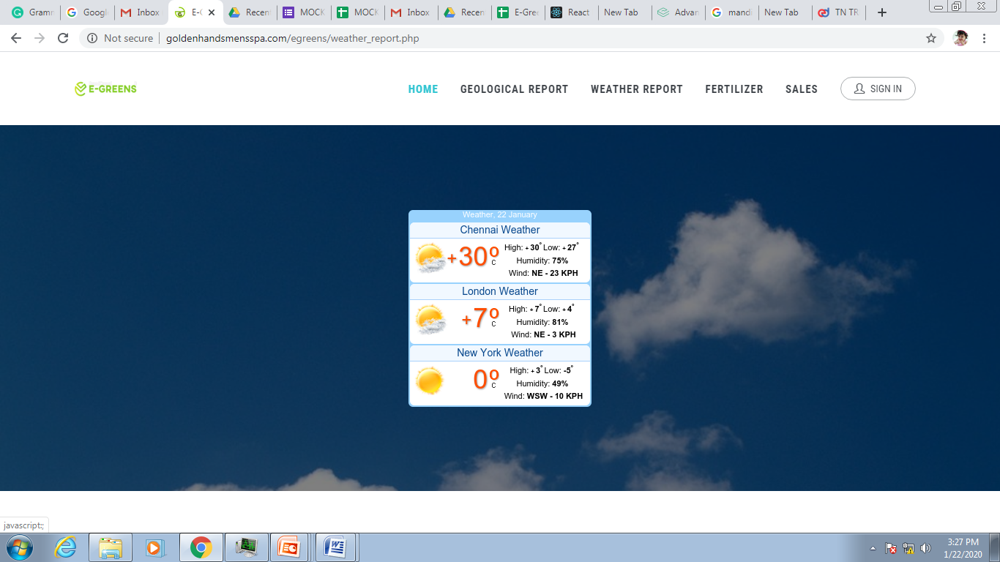 Gram
Googl
Inbox
E-G
Recen
MOCK
MOCK
Inbox
Recen
E-Gree
React
New Tab
Advan
mandi
New Tab
TN TR
Not secure
goldenhandsmensspa.com/egreens/weather_report.php
E-GREENS
HOME
GEOLOGICAL REPORT
WEATHER REPORT
FERTILIZER
SALES
SIGN IN
Weather, 22 January
Chennai Weather
+30°C
High: +30° Low: +27°
Humidity: 75%
Wind: NE - 23 KPH
London Weather
+7°C
High: +7° Low: +4°
Humidity: 81%
Wind: NE - 3 KPH
New York Weather
0°C
High: +3° Low: -5°
Humidity: 49%
Wind: WSW - 10 KPH
javascript:;
3:27 PM
1/22/2020